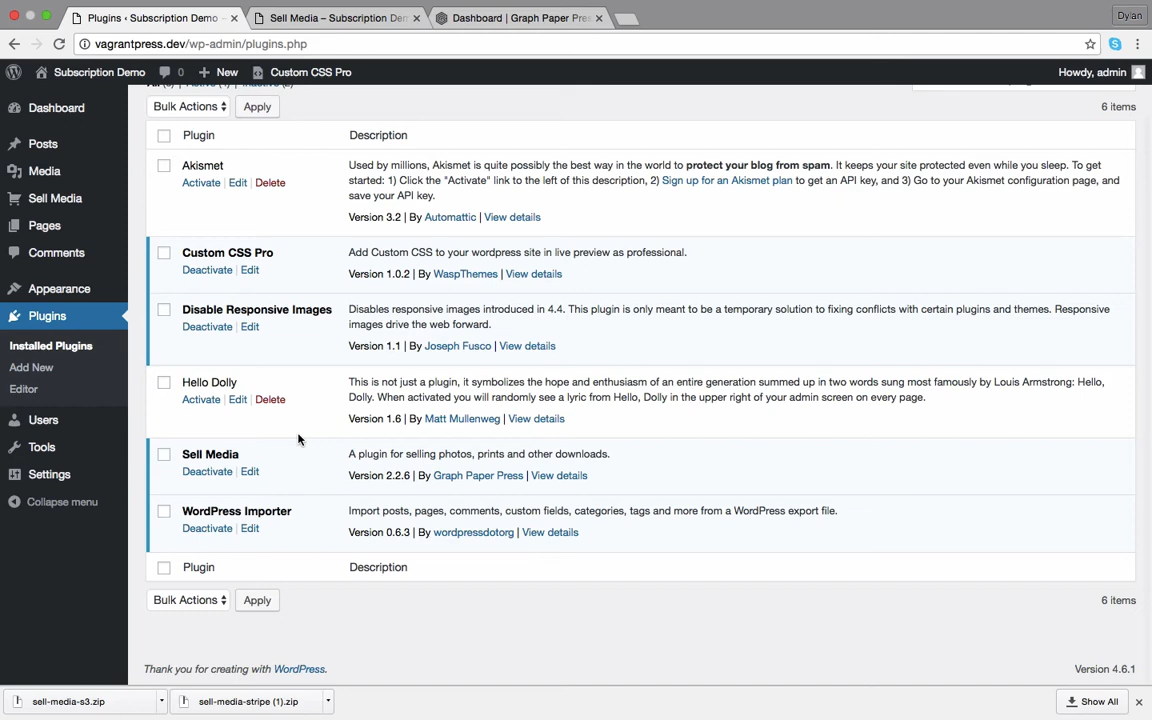 Plugins ‹ Subscription Demo
Sell Media – Subscription Dem
Dashboard | Graph Paper Pres
Dylan
vagrantpress.dev/wp-admin/plugins.php
Subscription Demo
0
New
Custom CSS Pro
Howdy, admin
Bulk Actions
Apply
6 items
Dashboard
Posts
Media
Sell Media
Pages
Comments
Appearance
Plugins
Installed Plugins
Add New
Editor
Users
Tools
Settings
Collapse menu
Plugin
Description
Akismet
Activate | Edit | Delete
Used by millions, Akismet is quite possibly the best way in the world to protect your blog from spam. It keeps your site protected even while you sleep. To get
started: 1) Click the "Activate" link to the left of this description, 2) Sign up for an Akismet plan to get an API key, and 3) Go to your Akismet configuration page, and
save your API key.
Version 3.2 | By Automattic | View details
Custom CSS Pro
Deactivate | Edit
Add Custom CSS to your wordpress site in live preview as professional.
Version 1.0.2 | By WaspThemes | View details
Disable Responsive Images
Deactivate | Edit
Disables responsive images introduced in 4.4. This plugin is only meant to be a temporary solution to fixing conflicts with certain plugins and themes. Responsive
images drive the web forward.
Version 1.1 | By Joseph Fusco | View details
Hello Dolly
Activate | Edit | Delete
This is not just a plugin, it symbolizes the hope and enthusiasm of an entire generation summed up in two words sung most famously by Louis Armstrong: Hello,
Dolly. When activated you will randomly see a lyric from Hello, Dolly in the upper right of your admin screen on every page.
Version 1.6 | By Matt Mullenweg | View details
Sell Media
Deactivate | Edit
A plugin for selling photos, prints and other downloads.
Version 2.2.6 | By Graph Paper Press | View details
WordPress Importer
Deactivate | Edit
Import posts, pages, comments, custom fields, categories, tags and more from a WordPress export file.
Version 0.6.3 | By wordpressdotorg | View details
Plugin
Description
Bulk Actions
Apply
6 items
Thank you for creating with WordPress.
Version 4.6.1
sell-media-s3.zip
sell-media-stripe (1).zip
Show All